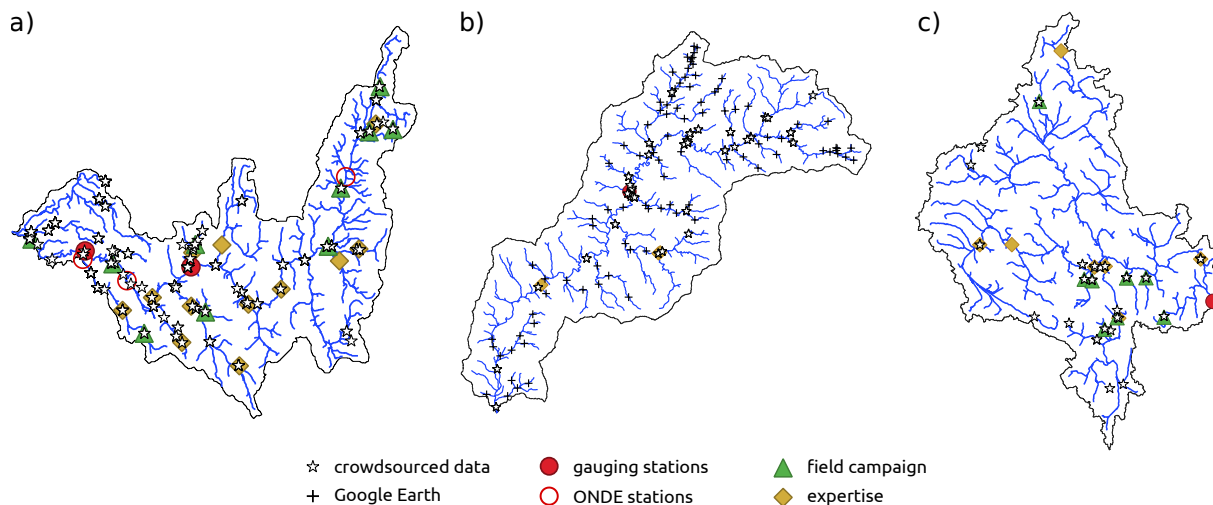 a)
b)
c)
crowdsourced data
gauging stations
field campaign
Google Earth
ONDE stations
expertise